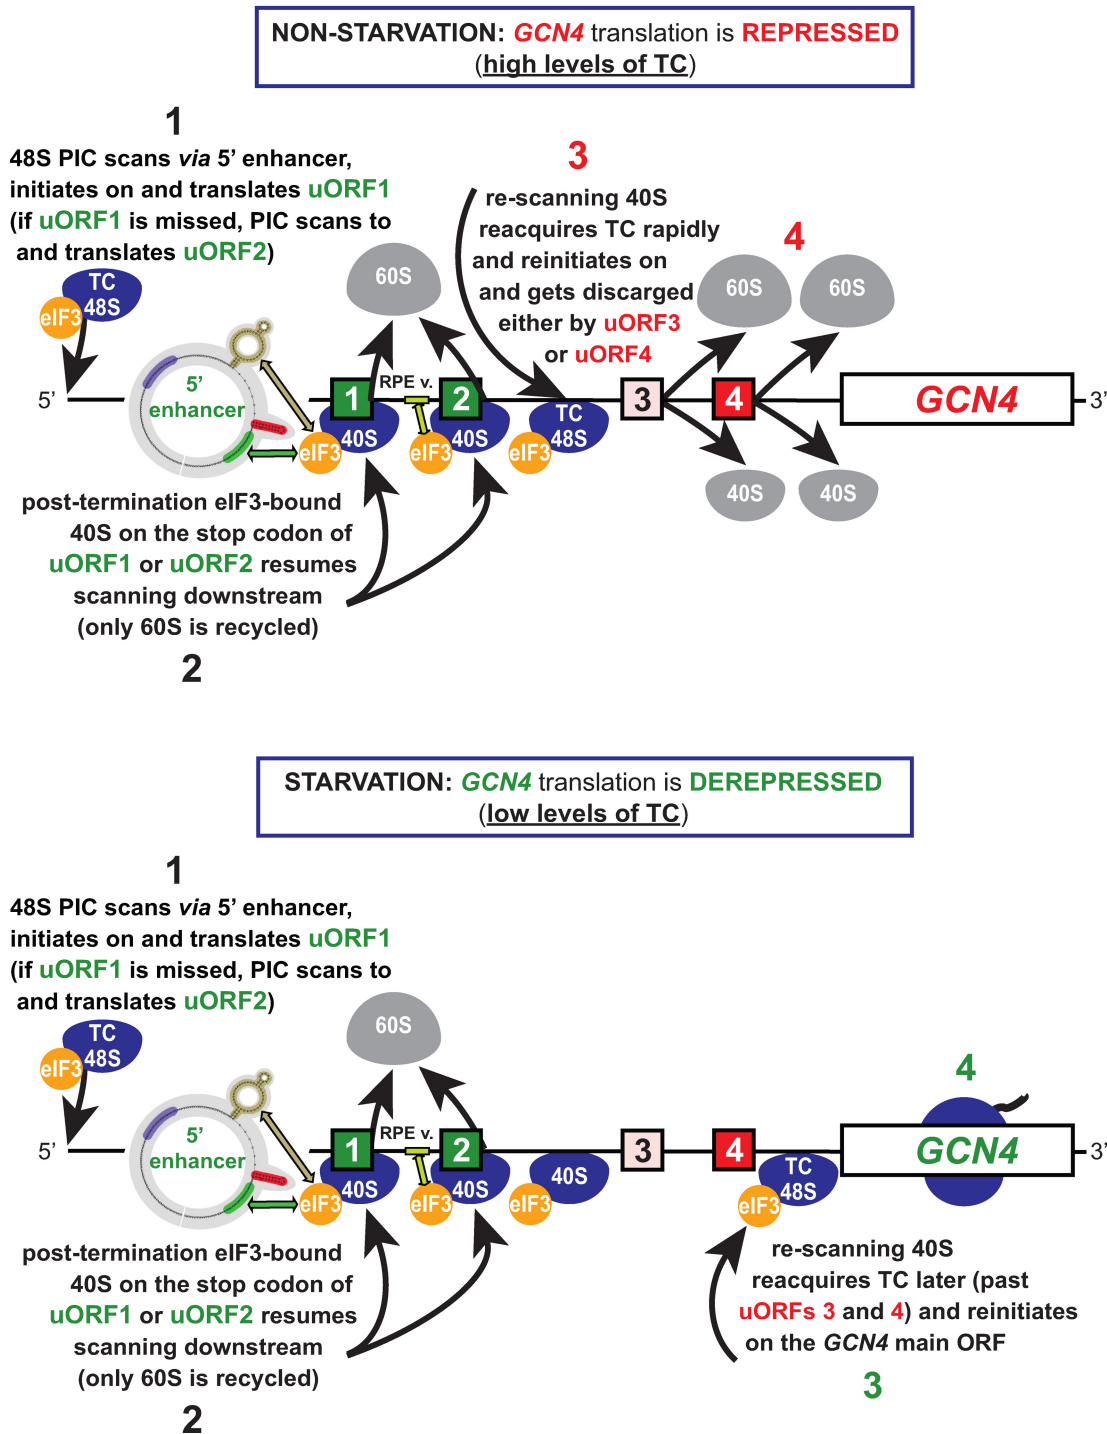 NON-STARVATION: GCN4 translation is REPRESSED
(high levels of TC)
1
48S PIC scans via 5' enhancer,
initiates on and translates uORF1
(if uORF1 is missed, PIC scans to
and translates uORF2)
3
re-scanning 40S
reacquires TC rapidly
and reinitiates on
and gets discarged
either by uORF3
or uORF4
4
TC
48S
eIF3
60S
60S
60S
5'
5'
enhancer
RPE v.
1
2
3
4
GCN4
3'
eIF3
40S
eIF3
40S
eIF3
TC
48S
40S
40S
post-termination eIF3-bound
40S on the stop codon of
uORF1 or uORF2 resumes
scanning downstream
(only 60S is recycled)
2
STARVATION: GCN4 translation is DEREPRESSED
(low levels of TC)
1
48S PIC scans via 5' enhancer,
initiates on and translates uORF1
(if uORF1 is missed, PIC scans to
and translates uORF2)
TC
48S
eIF3
60S
4
5'
5'
enhancer
RPE v.
1
2
3
4
GCN4
3'
eIF3
40S
eIF3
40S
eIF3
40S
TC
48S
eIF3
post-termination eIF3-bound
40S on the stop codon of
uORF1 or uORF2 resumes
scanning downstream
(only 60S is recycled)
2
re-scanning 40S
reacquires TC later (past
uORFs 3 and 4) and reinitiates
on the GCN4 main ORF
3